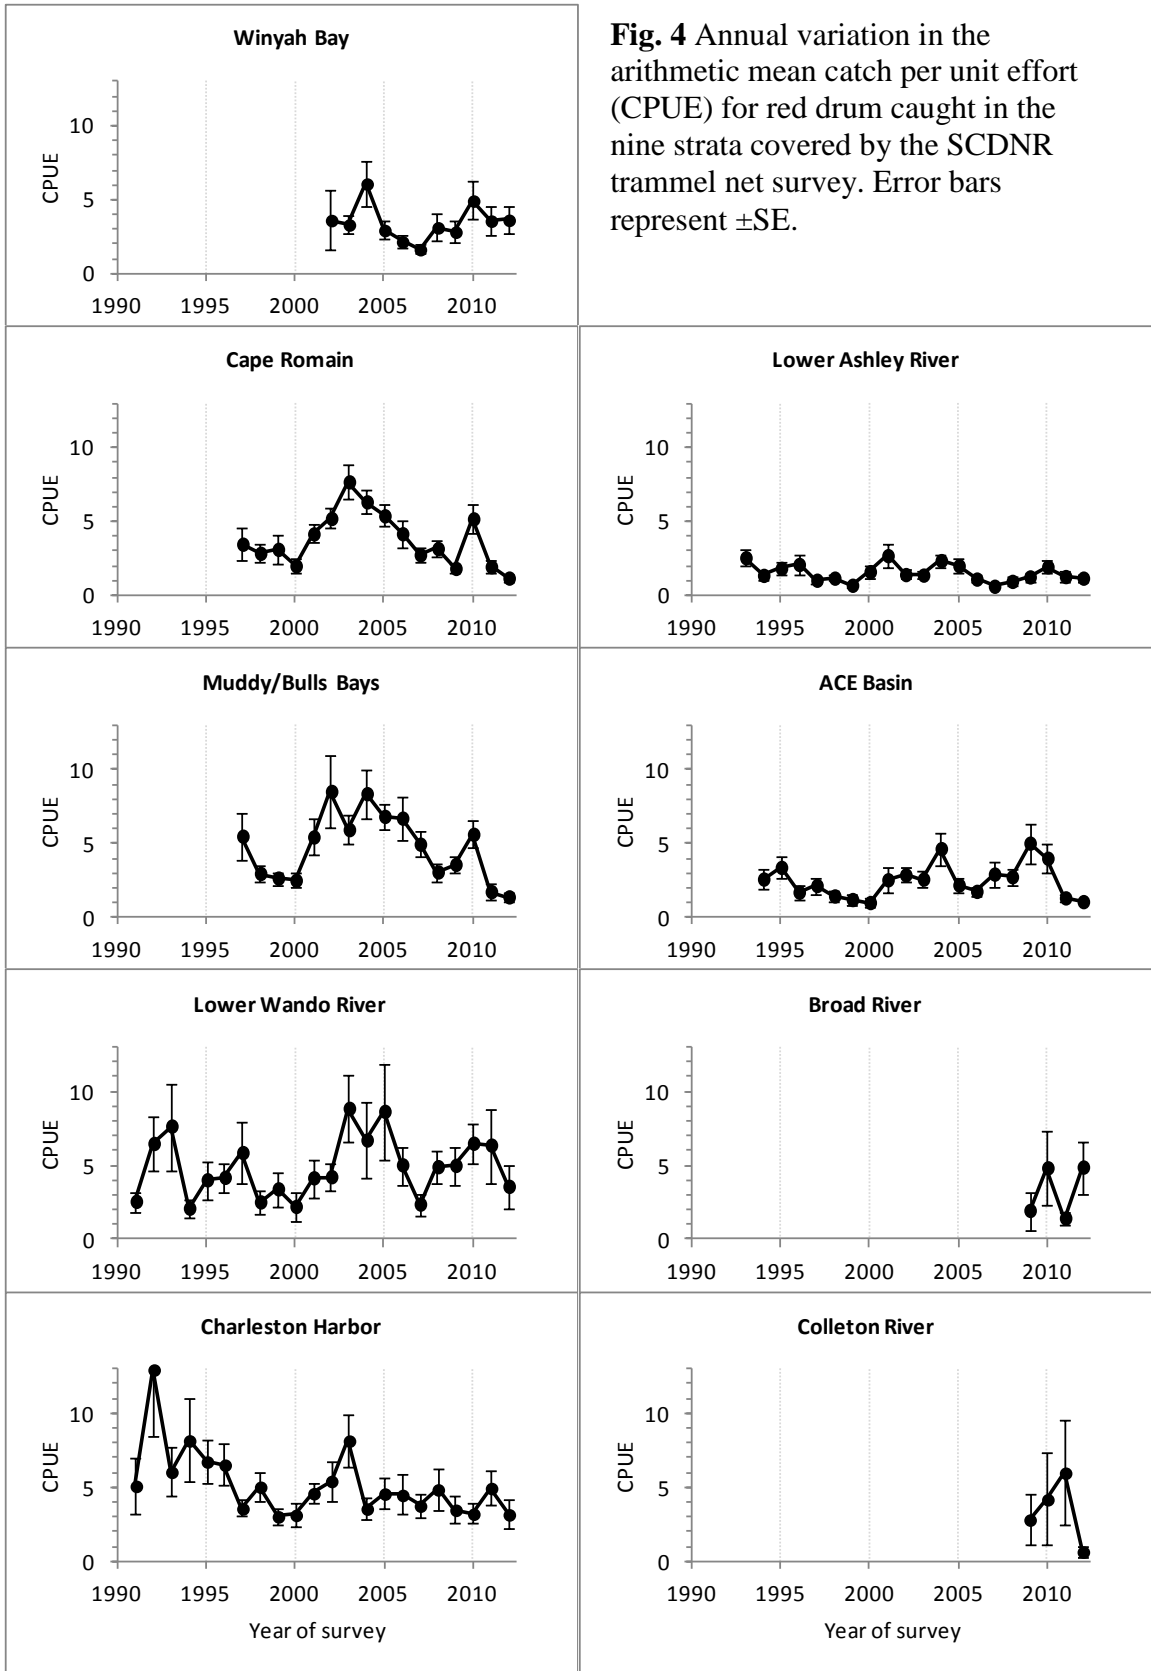 Winyah Bay
CPUE
10
5
0
1990 1995 2000 2005 2010
Fig. 4 Annual variation in the
arithmetic mean catch per unit effort
(CPUE) for red drum caught in the
nine strata covered by the SCDNR
trammel net survey. Error bars
represent ±SE.
Cape Romain
CPUE
10
5
0
1990 1995 2000 2005 2010
Lower Ashley River
CPUE
10
5
0
1990 1995 2000 2005 2010
Muddy/Bulls Bays
CPUE
10
5
0
1990 1995 2000 2005 2010
ACE Basin
CPUE
10
5
0
1990 1995 2000 2005 2010
Lower Wando River
CPUE
10
5
0
1990 1995 2000 2005 2010
Broad River
CPUE
10
5
0
1990 1995 2000 2005 2010
Charleston Harbor
CPUE
10
5
0
1990 1995 2000 2005 2010
Year of survey
Colleton River
CPUE
10
5
0
1990 1995 2000 2005 2010
Year of survey